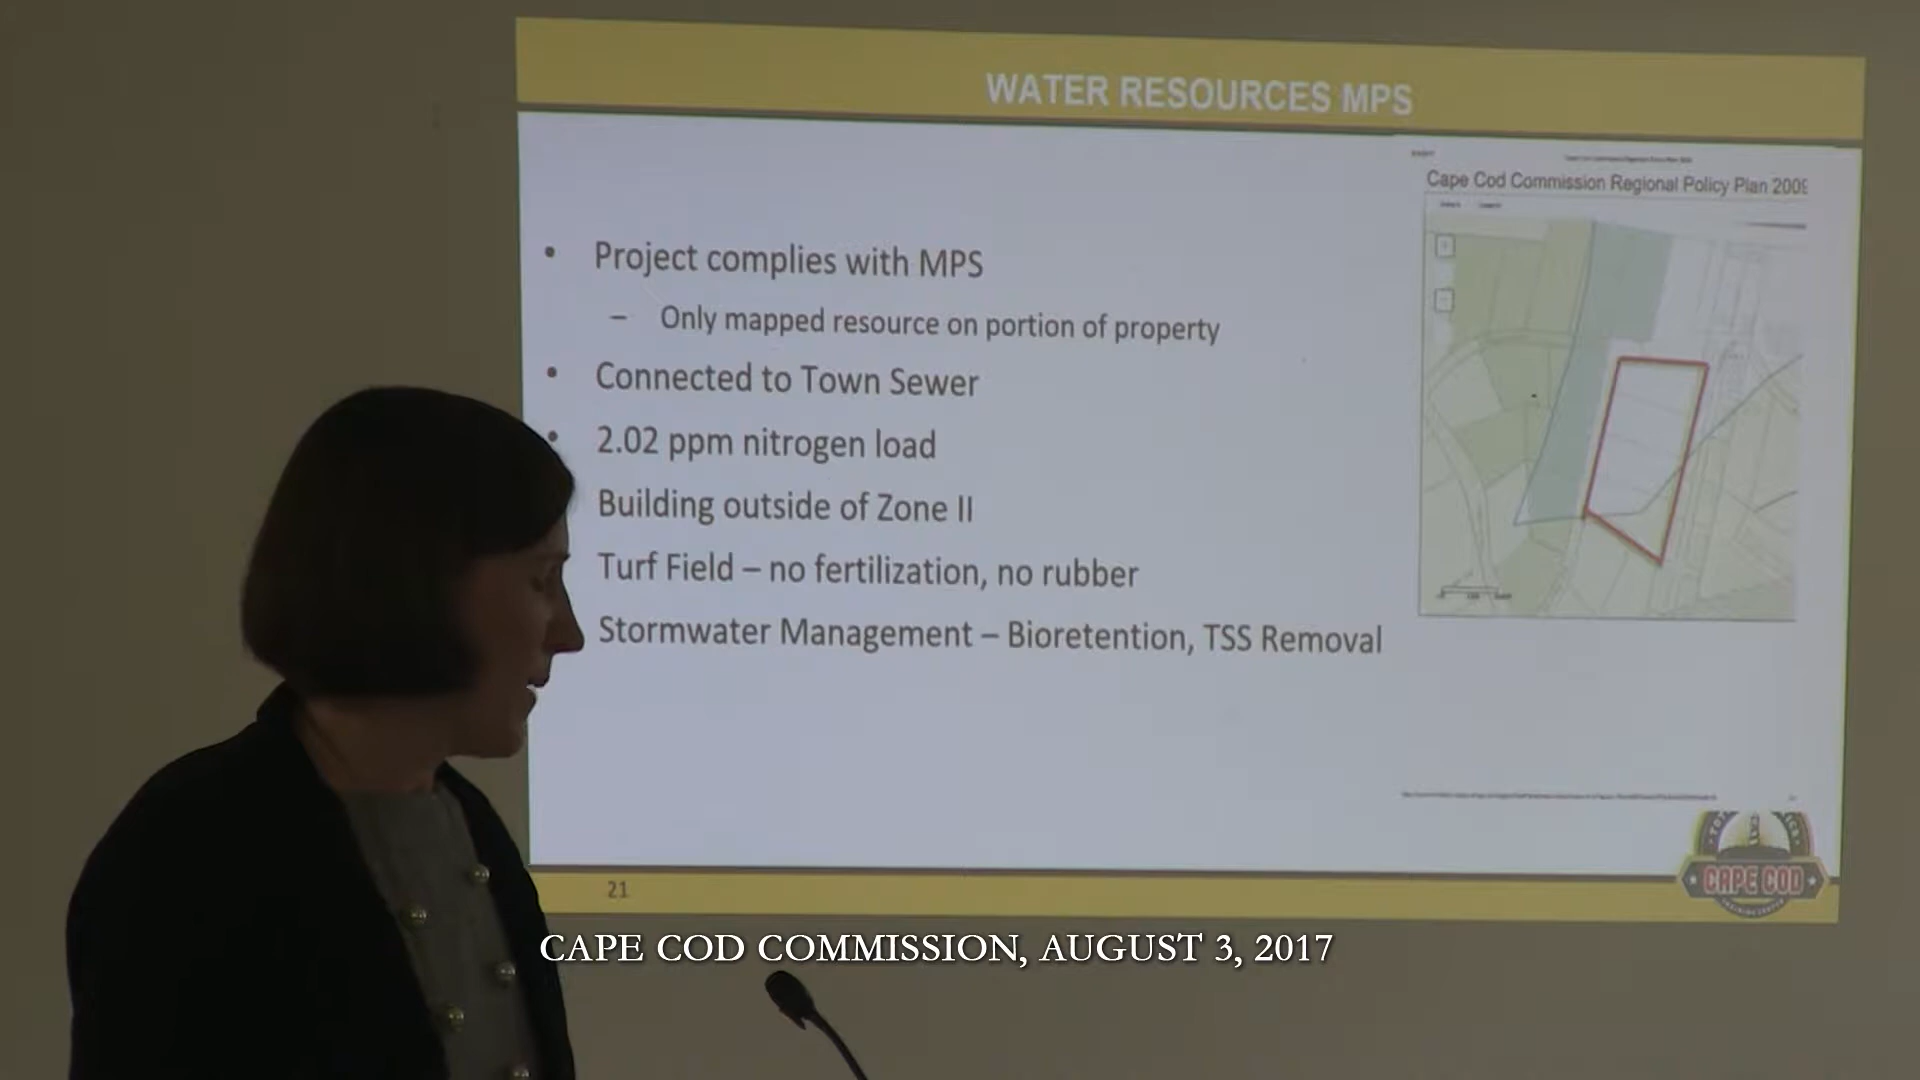 WATER RESOURCES MPS
Cape Cod Commission Regional Policy Plan 2009
• Project complies with MPS
– Only mapped resource on portion of property
• Connected to Town Sewer
• 2.02 ppm nitrogen load
Building outside of Zone II
Turf Field – no fertilization, no rubber
Stormwater Management – Bioretention, TSS Removal
CAPE COD
21
CAPE COD COMMISSION, AUGUST 3, 2017